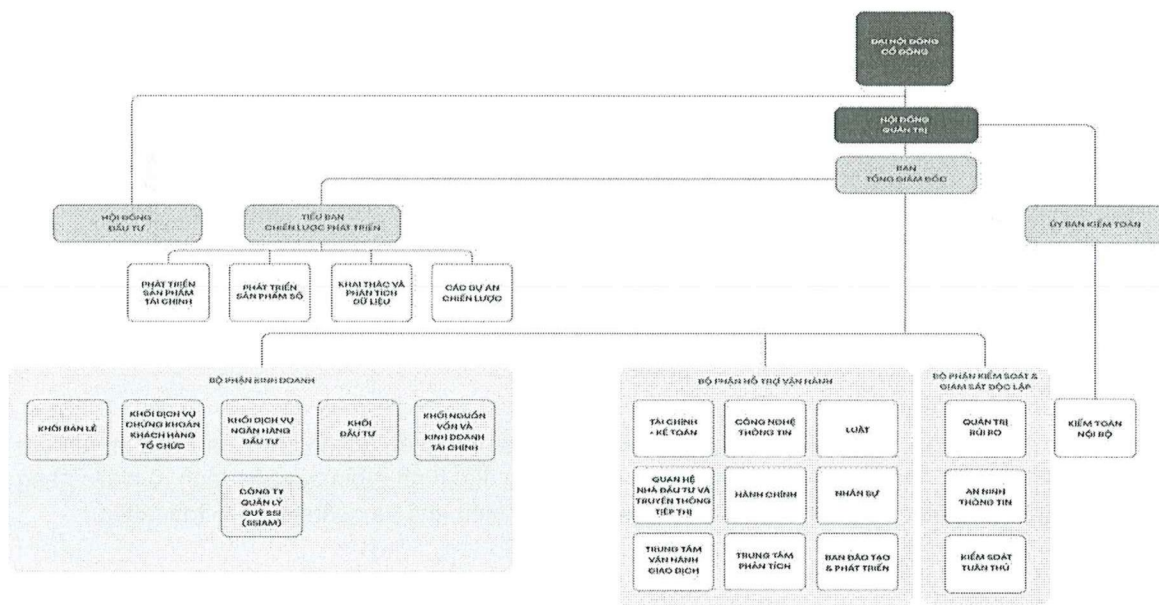 ĐẠI HỘI ĐỒNG
CỔ ĐÔNG
HỘI ĐỒNG
QUẢN TRỊ
BAN
TỔNG GIÁM ĐỐC
HỘI ĐỒNG
ĐẦU TƯ
TIỂU BAN
CHIẾN LƯỢC PHÁT TRIỂN
ỦY BAN KIỂM TOÁN
PHÁT TRIỂN
SẢN PHẨM
TÀI CHÍNH
PHÁT TRIỂN
SẢN PHẨM SỐ
KHAI THÁC VÀ
PHÂN TÍCH
DỮ LIỆU
CÁC DỰ ÁN
CHIẾN LƯỢC
BỘ PHẬN KINH DOANH
KHỐI BÁN LẺ
KHỐI DỊCH VỤ
CHỨNG KHOÁN
KHÁCH HÀNG
TỔ CHỨC
KHỐI DỊCH VỤ
NGÂN HÀNG
ĐẦU TƯ
KHỐI
ĐẦU TƯ
KHỐI NGUỒN
VỐN VÀ
KINH DOANH
TÀI CHÍNH
CÔNG TY
QUẢN LÝ
QUỸ SSI
(SSIAM)
BỘ PHẬN HỖ TRỢ VẬN HÀNH
TÀI CHÍNH
- KẾ TOÁN
CÔNG NGHỆ
THÔNG TIN
LUẬT
QUAN HỆ
NHÀ ĐẦU TƯ VÀ
TRUYỀN THÔNG
TIẾP THỊ
HÀNH CHÍNH
NHÂN SỰ
TRUNG TÂM
VẬN HÀNH
GIAO DỊCH
TRUNG TÂM
PHÂN TÍCH
BAN ĐÀO TẠO
& PHÁT TRIỂN
BỘ PHẬN KIỂM SOÁT &
GIÁM SÁT ĐỘC LẬP
QUẢN TRỊ
RỦI RO
AN NINH
THÔNG TIN
KIỂM SOÁT
TUÂN THỦ
KIỂM TOÁN
NỘI BỘ